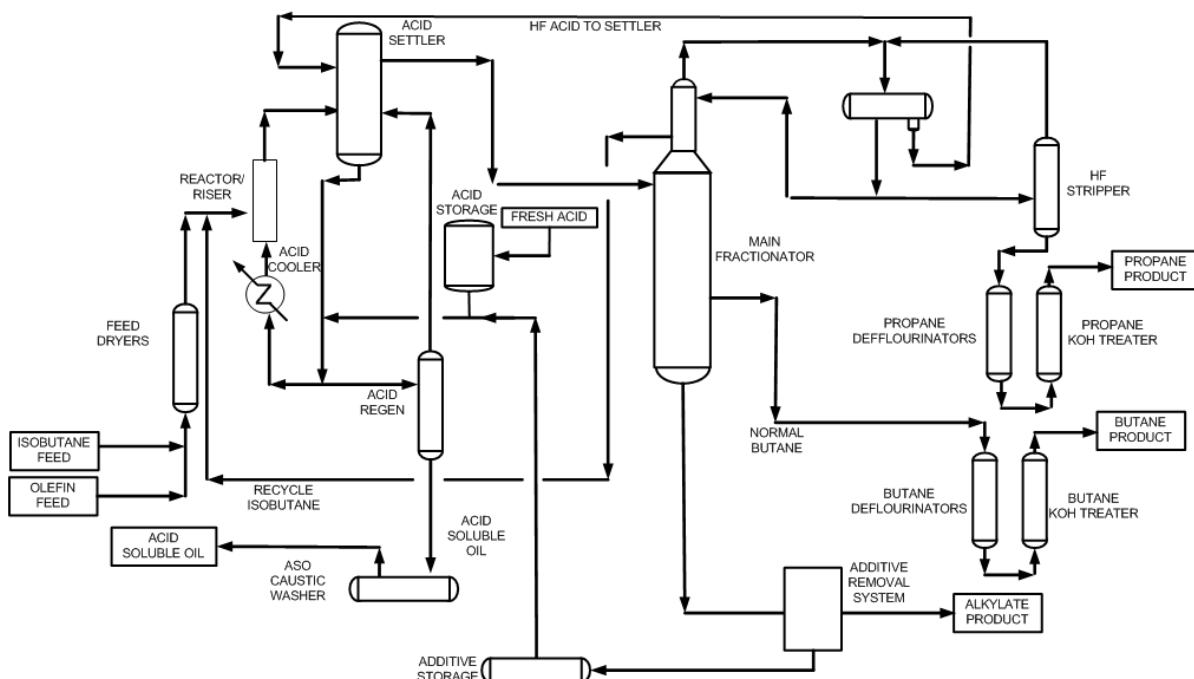 ACID
SETTLER
HF ACID TO SETTLER
REACTOR/
RISER
ACID
STORAGE
FRESH ACID
HF
STRIPPER
ACID
COOLER
MAIN
FRACTIONATOR
PROPANE
PRODUCT
FEED
DRYERS
PROPANE
DEFFLOURINATORS
PROPANE
KOH TREATER
ACID
REGEN
ISOBUTANE
FEED
NORMAL
BUTANE
BUTANE
PRODUCT
OLEFIN
FEED
RECYCLE
ISOBUTANE
BUTANE
DEFLOURINATORS
BUTANE
KOH TREATER
ACID
SOLUBLE OIL
ACID
SOLUBLE
OIL
ASO
CAUSTIC
WASHER
ADDITIVE
REMOVAL
SYSTEM
ALKYLATE
PRODUCT
ADDITIVE
STORAGE